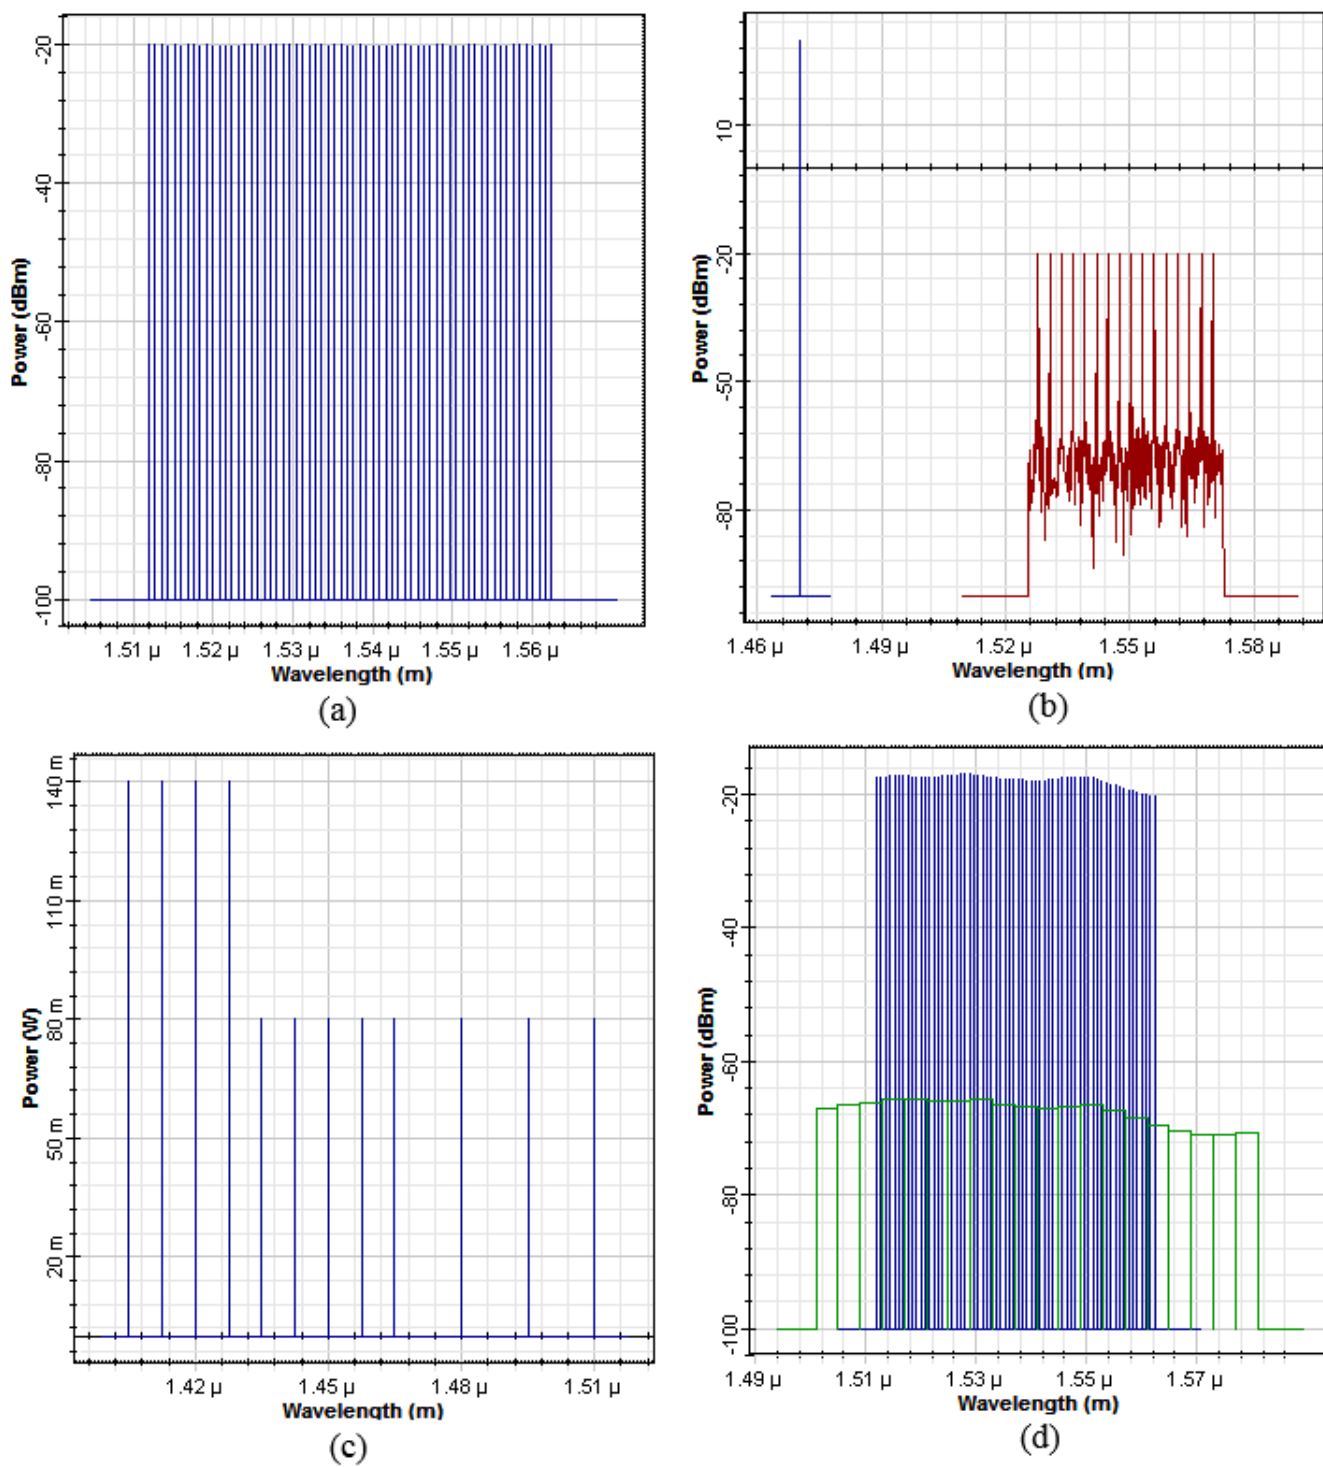 -20
-40
-60
-80
-100
Power (dBm)
1.51 µ 1.52 µ 1.53 µ 1.54 µ 1.55 µ 1.56 µ
Wavelength (m)
(a)
10
-20
-50
-80
Power (dBm)
1.46 µ 1.49 µ 1.52 µ 1.55 µ 1.58 µ
Wavelength (m)
(b)
140 m
110 m
80 m
50 m
20 m
Power (W)
1.42 µ 1.45 µ 1.48 µ 1.51 µ
Wavelength (m)
(c)
-20
-40
-60
-80
-100
Power (dBm)
1.49 µ 1.51 µ 1.53 µ 1.55 µ 1.57 µ
Wavelength (m)
(d)